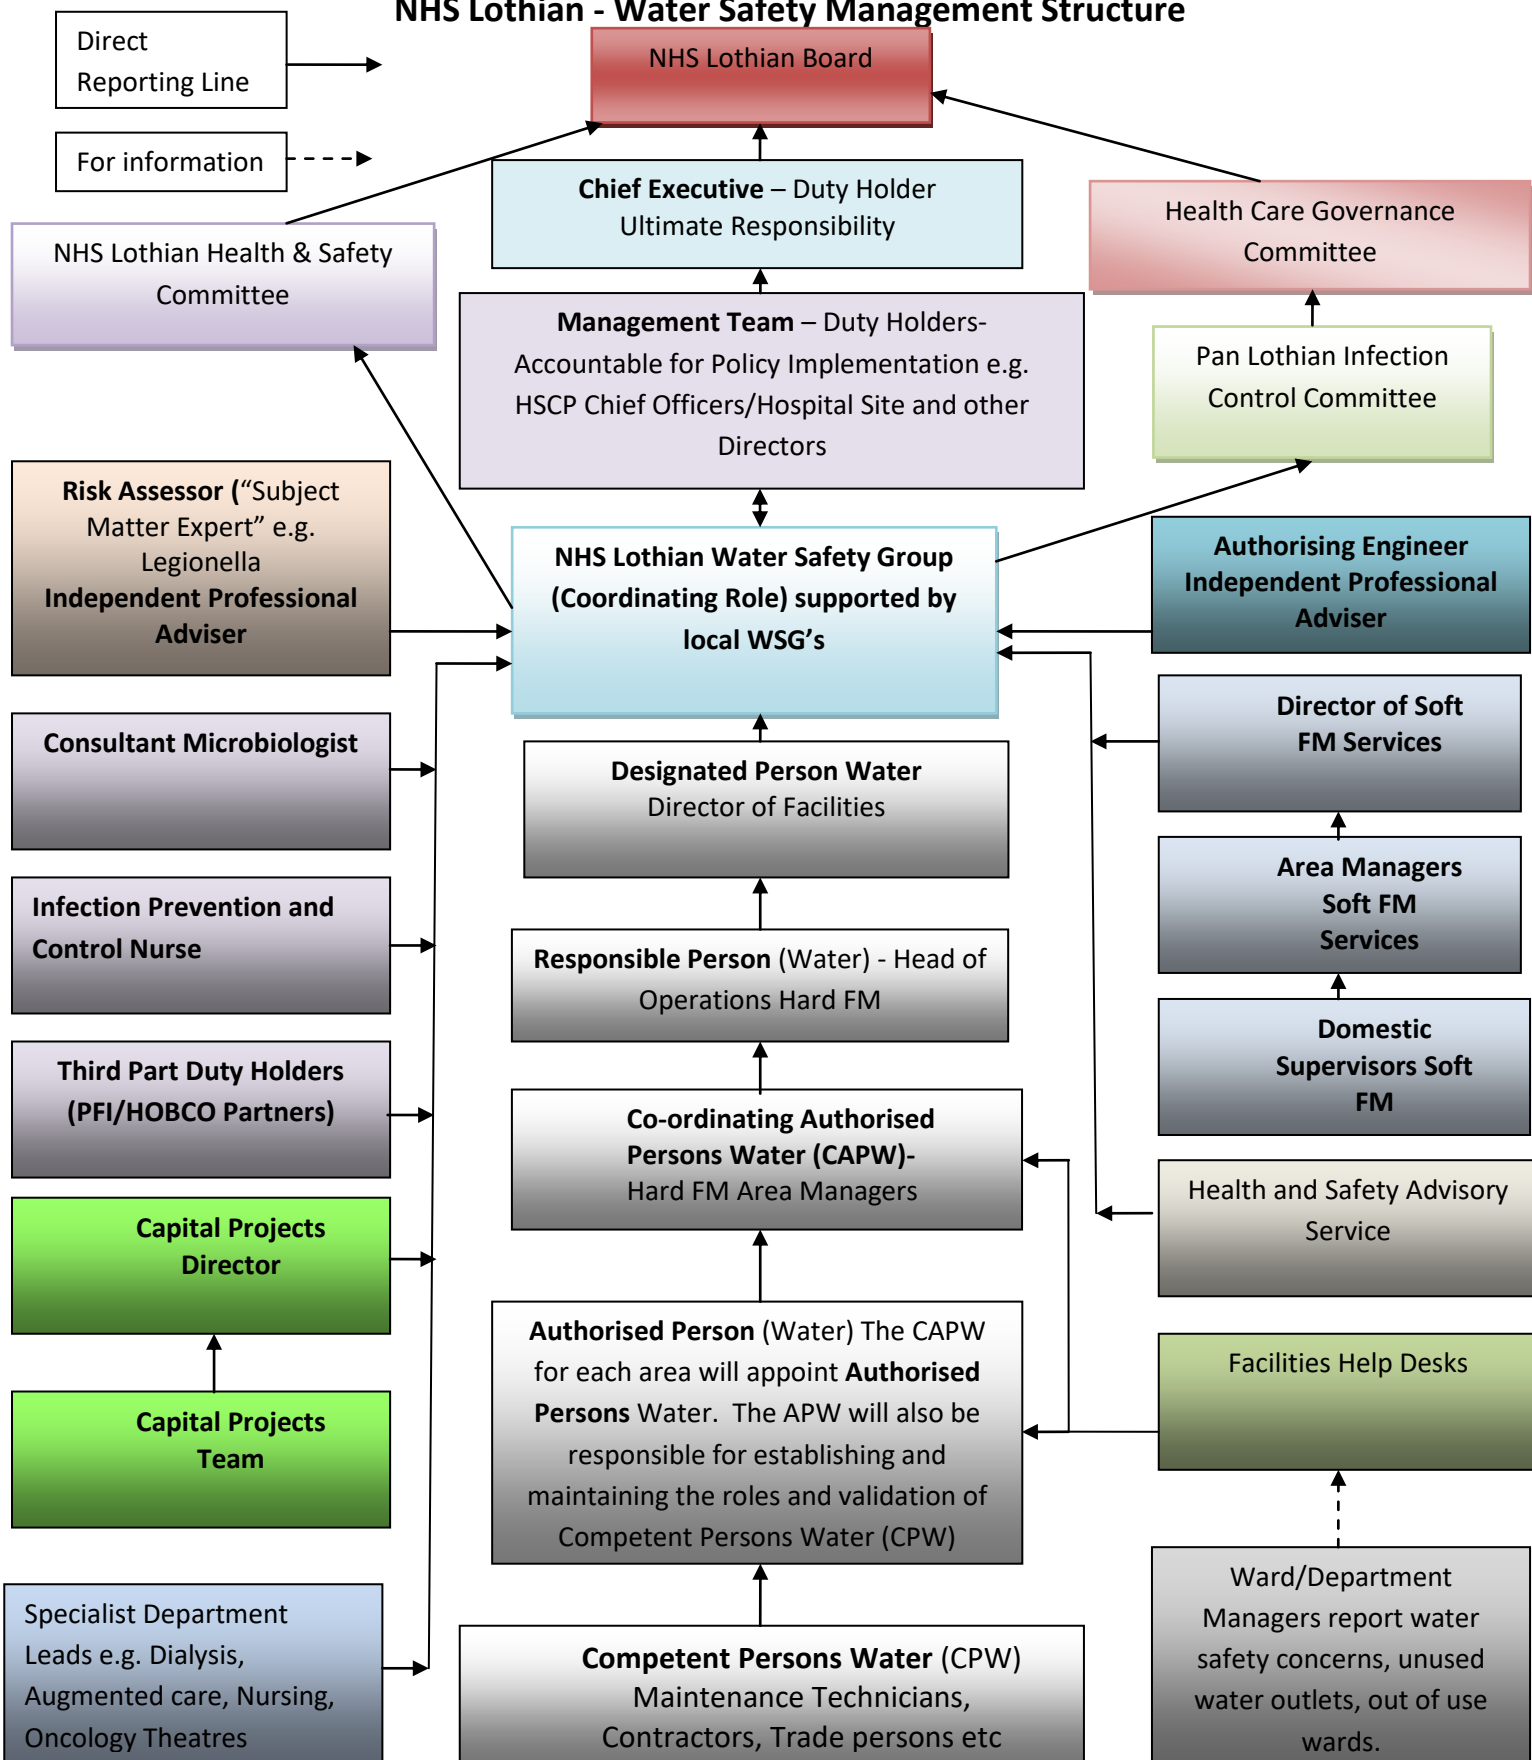 NHS Lothian - Water Safety Management Structure
Direct
Reporting Line
For information
NHS Lothian Board
Chief Executive – Duty Holder
Ultimate Responsibility
NHS Lothian Health & Safety
Committee
Health Care Governance
Committee
Management Team – Duty Holders-
Accountable for Policy Implementation e.g.
HSCP Chief Officers/Hospital Site and other
Directors
Pan Lothian Infection
Control Committee
Risk Assessor (“Subject
Matter Expert” e.g.
Legionella
Independent Professional
Adviser
NHS Lothian Water Safety Group
(Coordinating Role) supported by
local WSG’s
Authorising Engineer
Independent Professional
Adviser
Consultant Microbiologist
Designated Person Water
Director of Facilities
Director of Soft
FM Services
Area Managers
Soft FM
Services
Infection Prevention and
Control Nurse
Responsible Person (Water) - Head of
Operations Hard FM
Domestic
Supervisors Soft
FM
Third Part Duty Holders
(PFI/HOBCO Partners)
Co-ordinating Authorised
Persons Water (CAPW)-
Hard FM Area Managers
Health and Safety Advisory
Service
Capital Projects
Director
Capital Projects
Team
Authorised Person (Water) The CAPW
for each area will appoint Authorised
Persons Water. The APW will also be
responsible for establishing and
maintaining the roles and validation of
Competent Persons Water (CPW)
Facilities Help Desks
Specialist Department
Leads e.g. Dialysis,
Augmented care, Nursing,
Oncology Theatres
Competent Persons Water (CPW)
Maintenance Technicians,
Contractors, Trade persons etc
Ward/Department
Managers report water
safety concerns, unused
water outlets, out of use
wards.